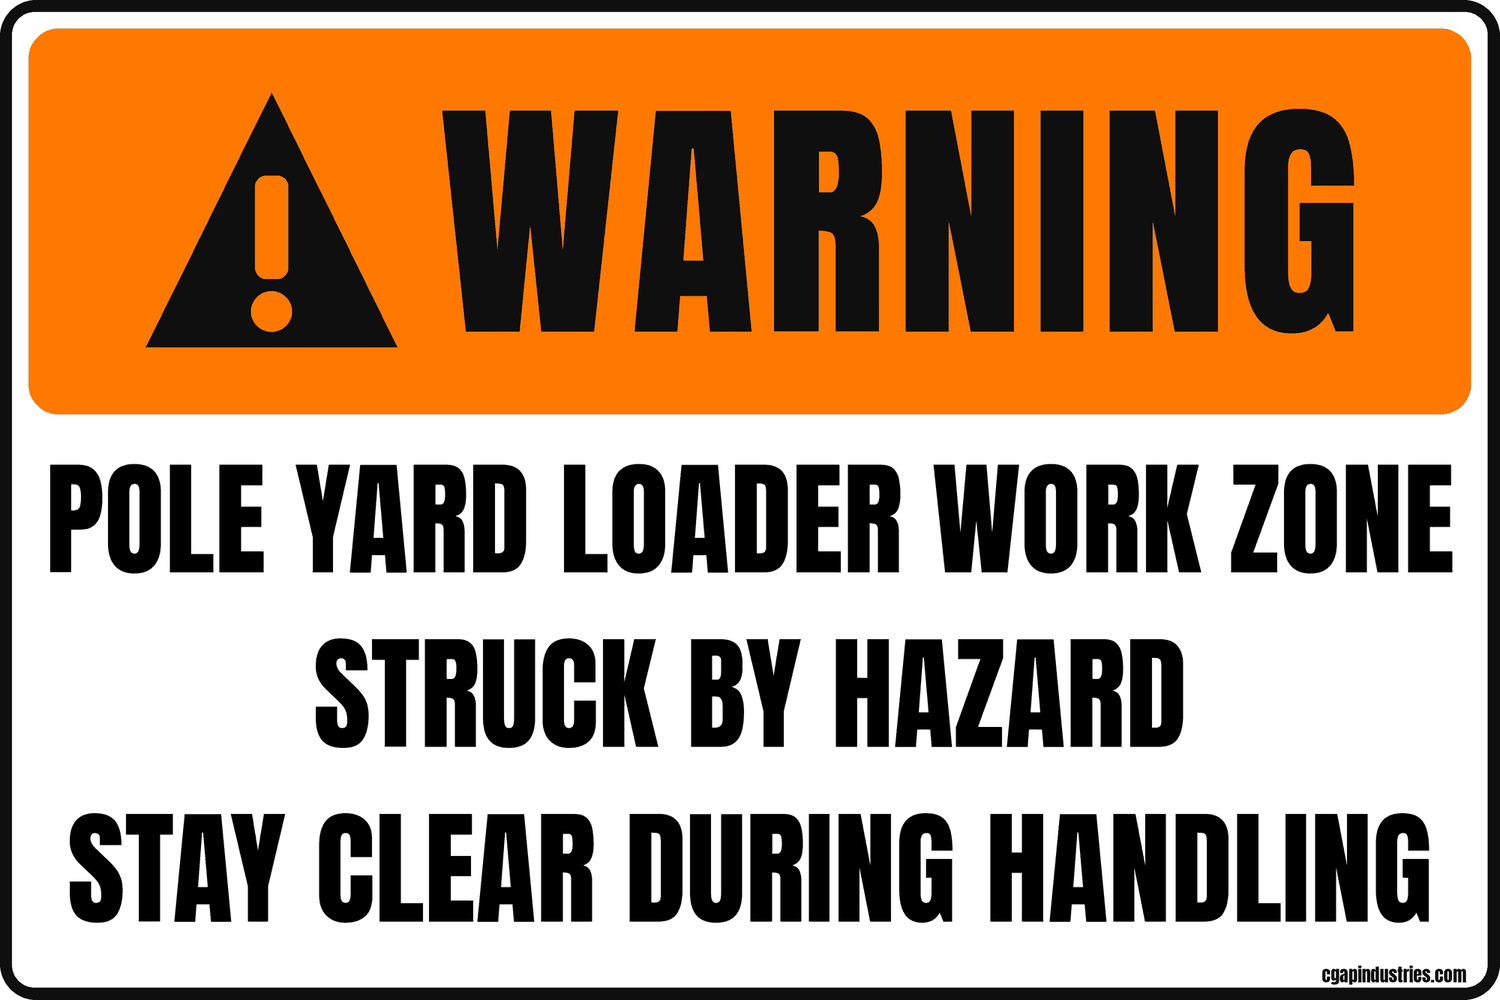 WARNING
POLE YARD LOADER WORK ZONE
STRUCK BY HAZARD
STAY CLEAR DURING HANDLING
cgapindustries.com